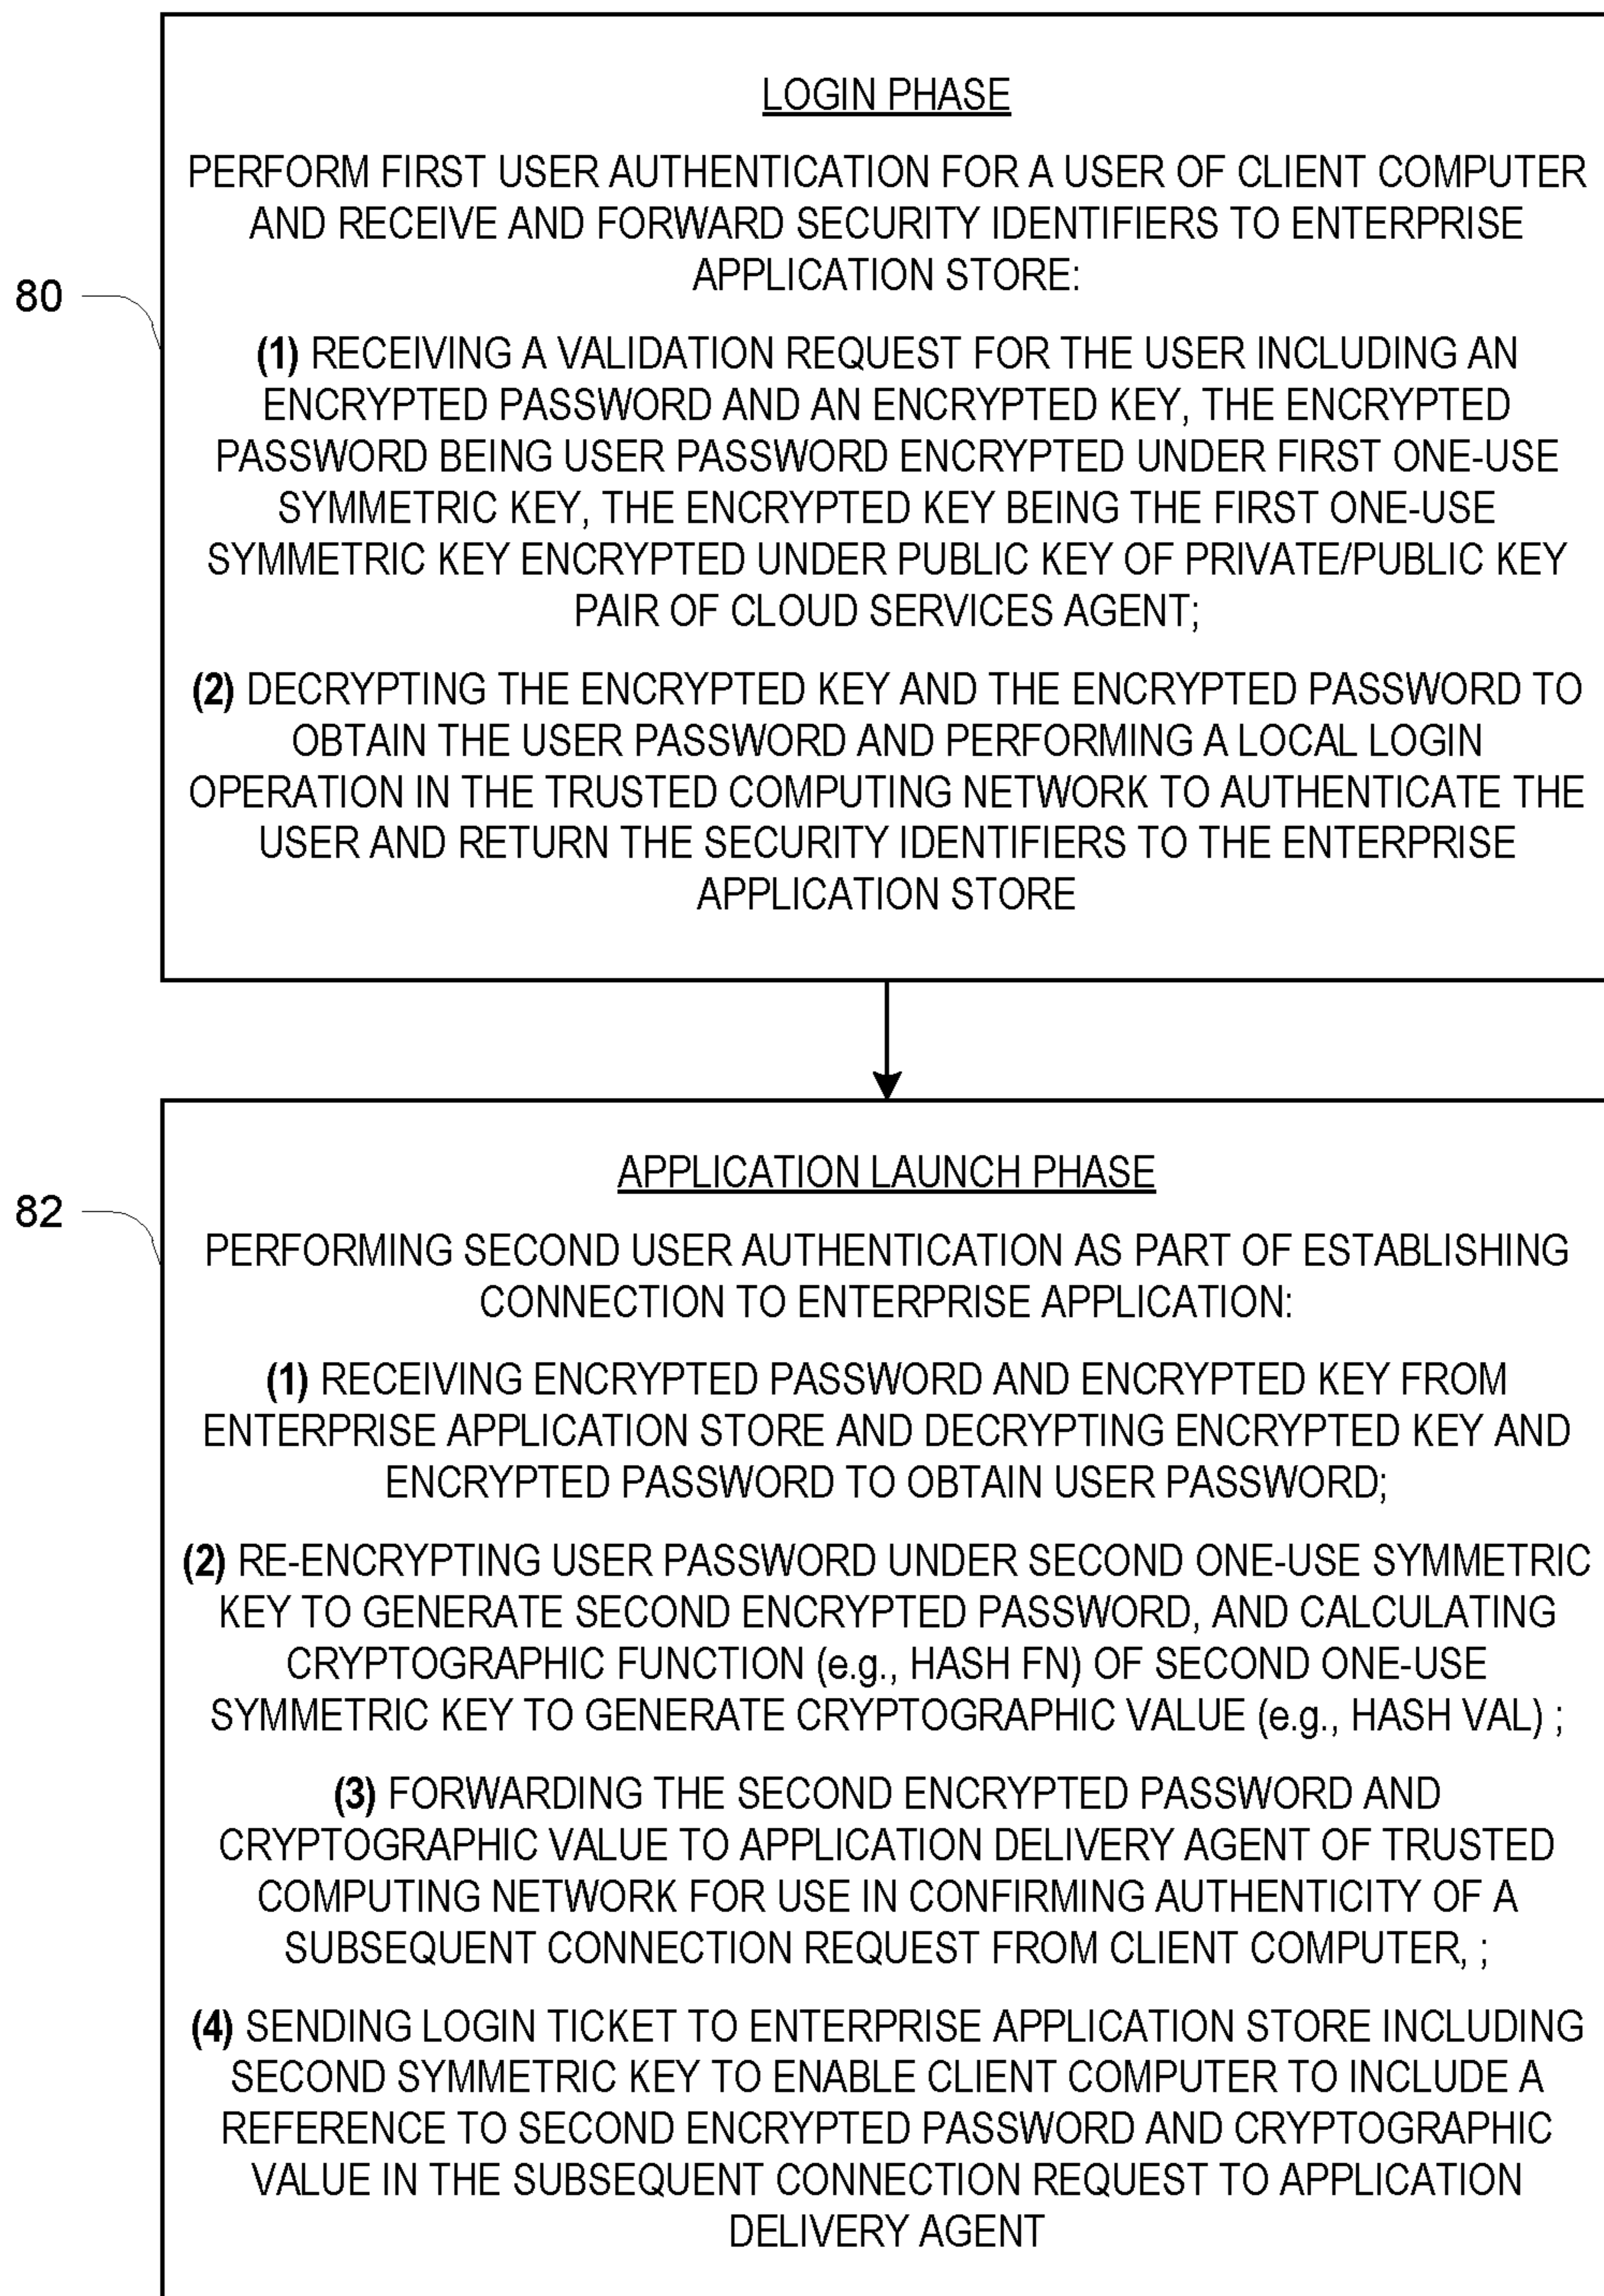 LOGIN PHASE
PERFORM FIRST USER AUTHENTICATION FOR A USER OF CLIENT COMPUTER
AND RECEIVE AND FORWARD SECURITY IDENTIFIERS TO ENTERPRISE
APPLICATION STORE:
80
(1) RECEIVING A VALIDATION REQUEST FOR THE USER INCLUDING AN
ENCRYPTED PASSWORD AND AN ENCRYPTED KEY, THE ENCRYPTED
PASSWORD BEING USER PASSWORD ENCRYPTED UNDER FIRST ONE-USE
SYMMETRIC KEY, THE ENCRYPTED KEY BEING THE FIRST ONE-USE
SYMMETRIC KEY ENCRYPTED UNDER PUBLIC KEY OF PRIVATE/PUBLIC KEY
PAIR OF CLOUD SERVICES AGENT;
(2) DECRYPTING THE ENCRYPTED KEY AND THE ENCRYPTED PASSWORD TO
OBTAIN THE USER PASSWORD AND PERFORMING A LOCAL LOGIN
OPERATION IN THE TRUSTED COMPUTING NETWORK TO AUTHENTICATE THE
USER AND RETURN THE SECURITY IDENTIFIERS TO THE ENTERPRISE
APPLICATION STORE
APPLICATION LAUNCH PHASE
82
PERFORMING SECOND USER AUTHENTICATION AS PART OF ESTABLISHING
CONNECTION TO ENTERPRISE APPLICATION:
(1) RECEIVING ENCRYPTED PASSWORD AND ENCRYPTED KEY FROM
ENTERPRISE APPLICATION STORE AND DECRYPTING ENCRYPTED KEY AND
ENCRYPTED PASSWORD TO OBTAIN USER PASSWORD;
(2) RE-ENCRYPTING USER PASSWORD UNDER SECOND ONE-USE SYMMETRIC
KEY TO GENERATE SECOND ENCRYPTED PASSWORD, AND CALCULATING
CRYPTOGRAPHIC FUNCTION (e.g., HASH FN) OF SECOND ONE-USE
SYMMETRIC KEY TO GENERATE CRYPTOGRAPHIC VALUE (e.g., HASH VAL) ;
(3) FORWARDING THE SECOND ENCRYPTED PASSWORD AND
CRYPTOGRAPHIC VALUE TO APPLICATION DELIVERY AGENT OF TRUSTED
COMPUTING NETWORK FOR USE IN CONFIRMING AUTHENTICITY OF A
SUBSEQUENT CONNECTION REQUEST FROM CLIENT COMPUTER, ;
(4) SENDING LOGIN TICKET TO ENTERPRISE APPLICATION STORE INCLUDING
SECOND SYMMETRIC KEY TO ENABLE CLIENT COMPUTER TO INCLUDE A
REFERENCE TO SECOND ENCRYPTED PASSWORD AND CRYPTOGRAPHIC
VALUE IN THE SUBSEQUENT CONNECTION REQUEST TO APPLICATION
DELIVERY AGENT